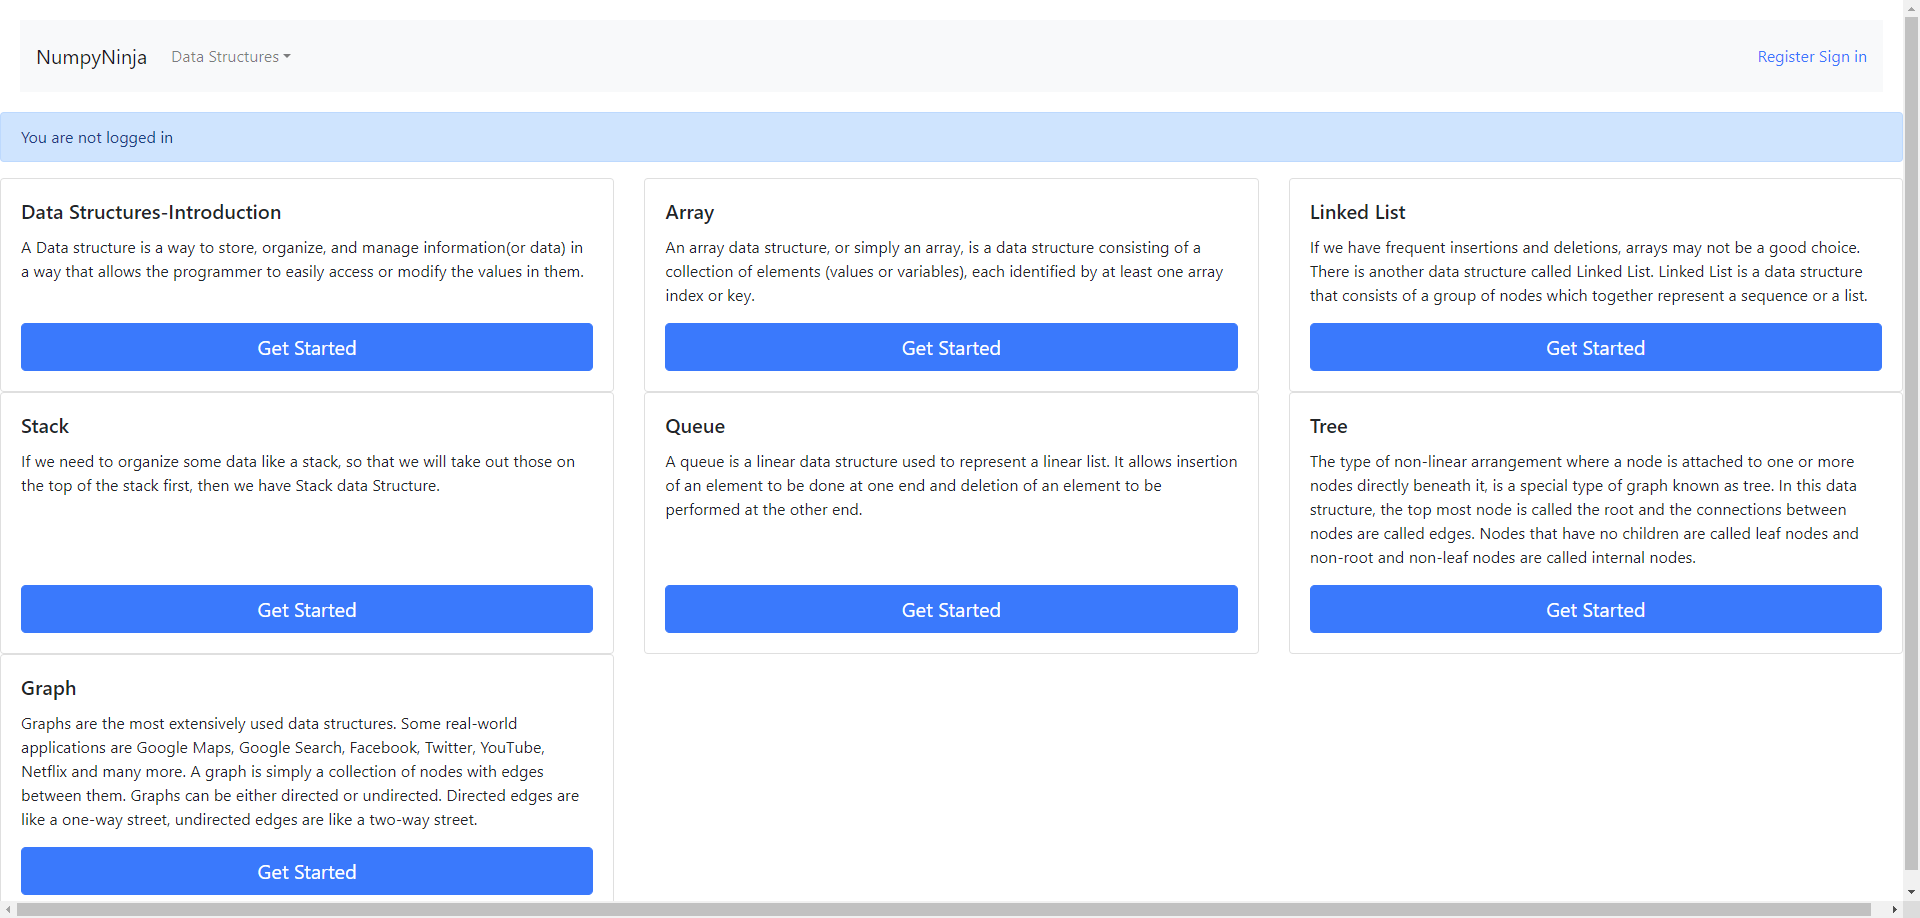 NumpyNinja
Data Structures
Register Sign in
You are not logged in
Data Structures-Introduction
A Data structure is a way to store, organize, and manage information(or data) in
a way that allows the programmer to easily access or modify the values in them.
Get Started
Array
An array data structure, or simply an array, is a data structure consisting of a
collection of elements (values or variables), each identified by at least one array
index or key.
Get Started
Linked List
If we have frequent insertions and deletions, arrays may not be a good choice.
There is another data structure called Linked List. Linked List is a data structure
that consists of a group of nodes which together represent a sequence or a list.
Get Started
Stack
If we need to organize some data like a stack, so that we will take out those on
the top of the stack first, then we have Stack data Structure.
Get Started
Queue
A queue is a linear data structure used to represent a linear list. It allows insertion
of an element to be done at one end and deletion of an element to be
performed at the other end.
Get Started
Tree
The type of non-linear arrangement where a node is attached to one or more
nodes directly beneath it, is a special type of graph known as tree. In this data
structure, the top most node is called the root and the connections between
nodes are called edges. Nodes that have no children are called leaf nodes and
non-root and non-leaf nodes are called internal nodes.
Get Started
Graph
Graphs are the most extensively used data structures. Some real-world
applications are Google Maps, Google Search, Facebook, Twitter, YouTube,
Netflix and many more. A graph is simply a collection of nodes with edges
between them. Graphs can be either directed or undirected. Directed edges are
like a one-way street, undirected edges are like a two-way street.
Get Started